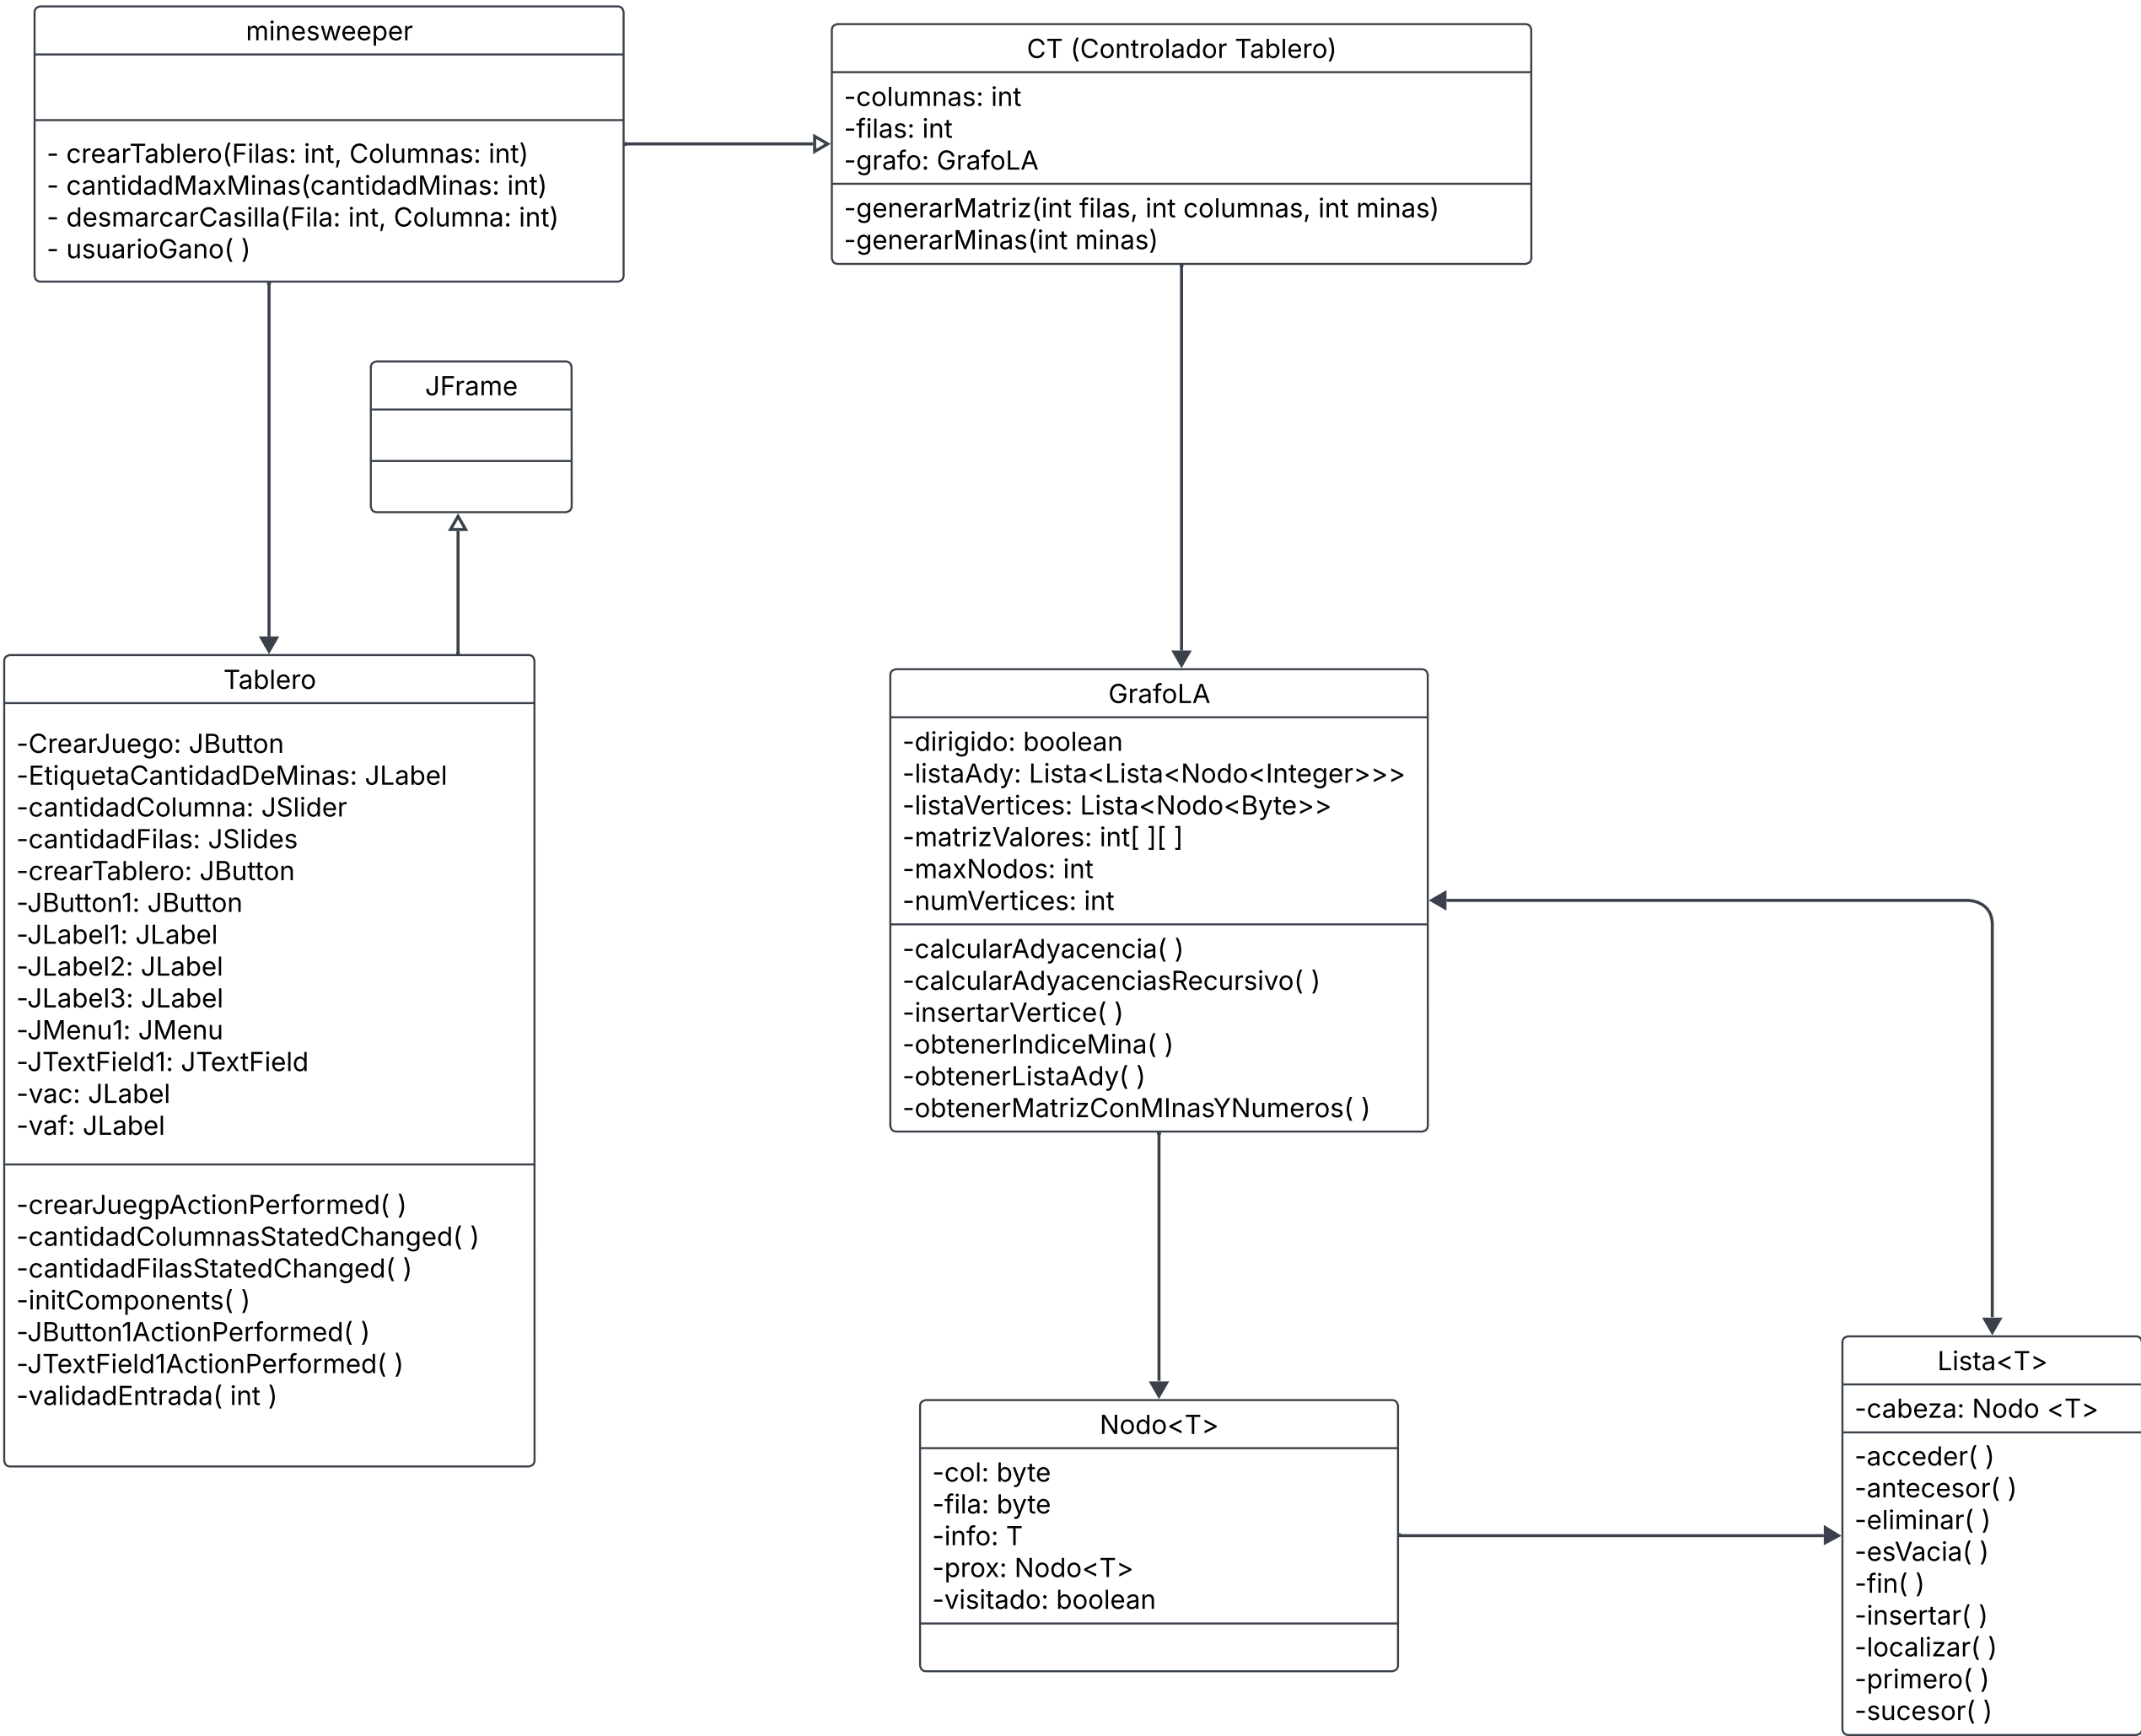 minesweeper
- crearTablero(Filas: int, Columnas: int)
- cantidadMaxMinas(cantidadMinas: int)
- desmarcarCasilla(Fila: int, Columna: int)
- usuarioGano( )
CT (Controlador Tablero)
-columnas: int
-filas: int
-grafo: GrafoLA
-generarMatriz(int filas, int columnas, int minas)
-generarMinas(int minas)
JFrame
Tablero
-CrearJuego: JButton
-EtiquetaCantidadDeMinas: JLabel
-cantidadColumna: JSlider
-cantidadFilas: JSlides
-crearTablero: JButton
-JButton1: JButton
-JLabel1: JLabel
-JLabel2: JLabel
-JLabel3: JLabel
-JMenu1: JMenu
-JTextField1: JTextField
-vac: JLabel
-vaf: JLabel
-crearJuegpActionPerformed( )
-cantidadColumnasStatedChanged( )
-cantidadFilasStatedChanged( )
-initComponents( )
-JButton1ActionPerformed( )
-JTextField1ActionPerformed( )
-validadEntrada( int )
GrafoLA
-dirigido: boolean
-listaAdy: Lista<Lista<Nodo<Integer>>>
-listaVertices: Lista<Nodo<Byte>>
-matrizValores: int[ ][ ]
-maxNodos: int
-numVertices: int
-calcularAdyacencia( )
-calcularAdyacenciasRecursivo( )
-insertarVertice( )
-obtenerIndiceMina( )
-obtenerListaAdy( )
-obtenerMatrizConMInasYNumeros( )
Nodo<T>
-col: byte
-fila: byte
-info: T
-prox: Nodo<T>
-visitado: boolean
Lista<T>
-cabeza: Nodo <T>
-acceder( )
-antecesor( )
-eliminar( )
-esVacia( )
-fin( )
-insertar( )
-localizar( )
-primero( )
-sucesor( )